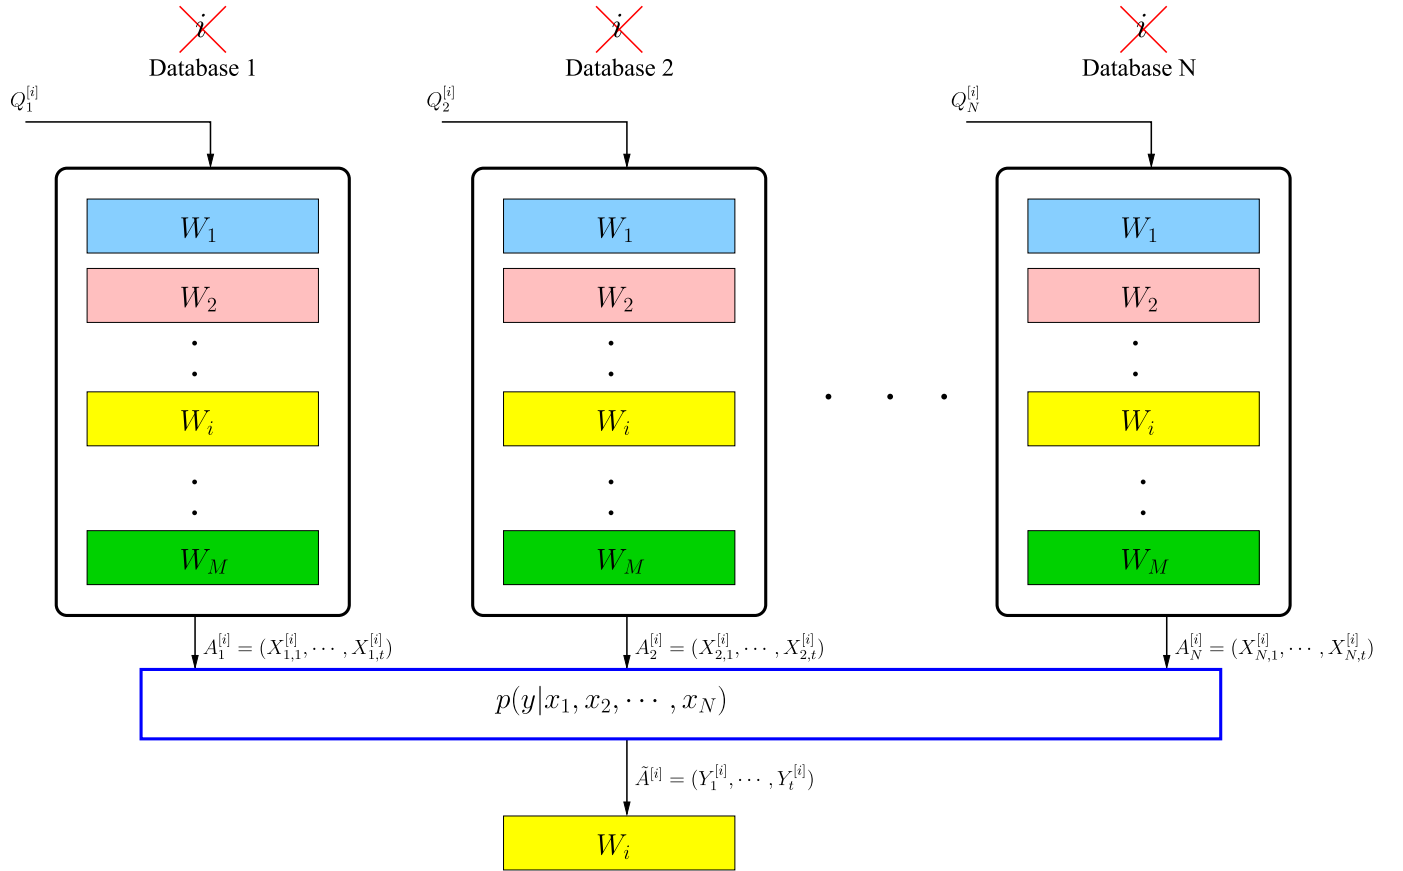 i i i
Database 1 Database 2 Database N
Q_1^{[i]} Q_2^{[i]} Q_N^{[i]}
W_1 W_1 W_1
W_2 W_2 W_2
. . .
. . .
W_i W_i W_i
. . .
. . .
. . .
W_M W_M W_M
A_1^{[i]} = (X_{1,1}^{[i]}, ⋯ , X_{1,t}^{[i]}) A_2^{[i]} = (X_{2,1}^{[i]}, ⋯ , X_{2,t}^{[i]}) A_N^{[i]} = (X_{N,1}^{[i]}, ⋯ , X_{N,t}^{[i]})
p(y|x_1, x_2, ⋯ , x_N)
Ã^{[i]} = (Y_1^{[i]}, ⋯ , Y_t^{[i]})
W_i